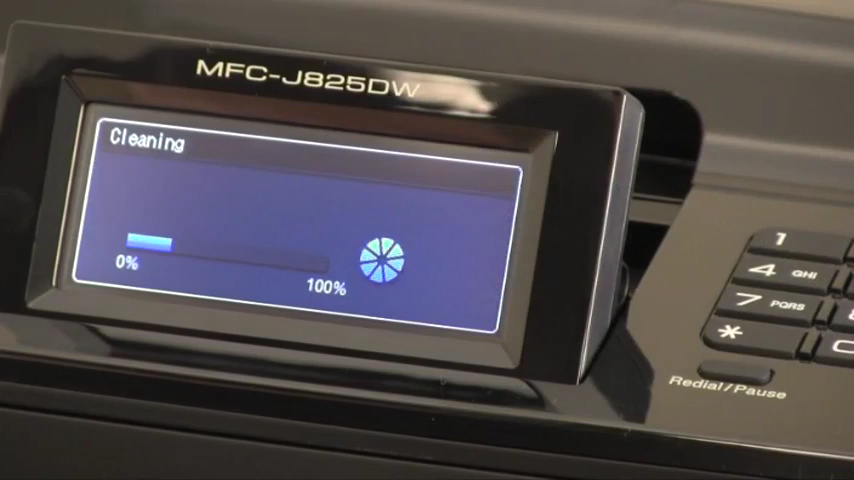 MFC-J825DW
Cleaning
0%
100%
1
4 GHI
7 PQRS
*
Redial/Pause